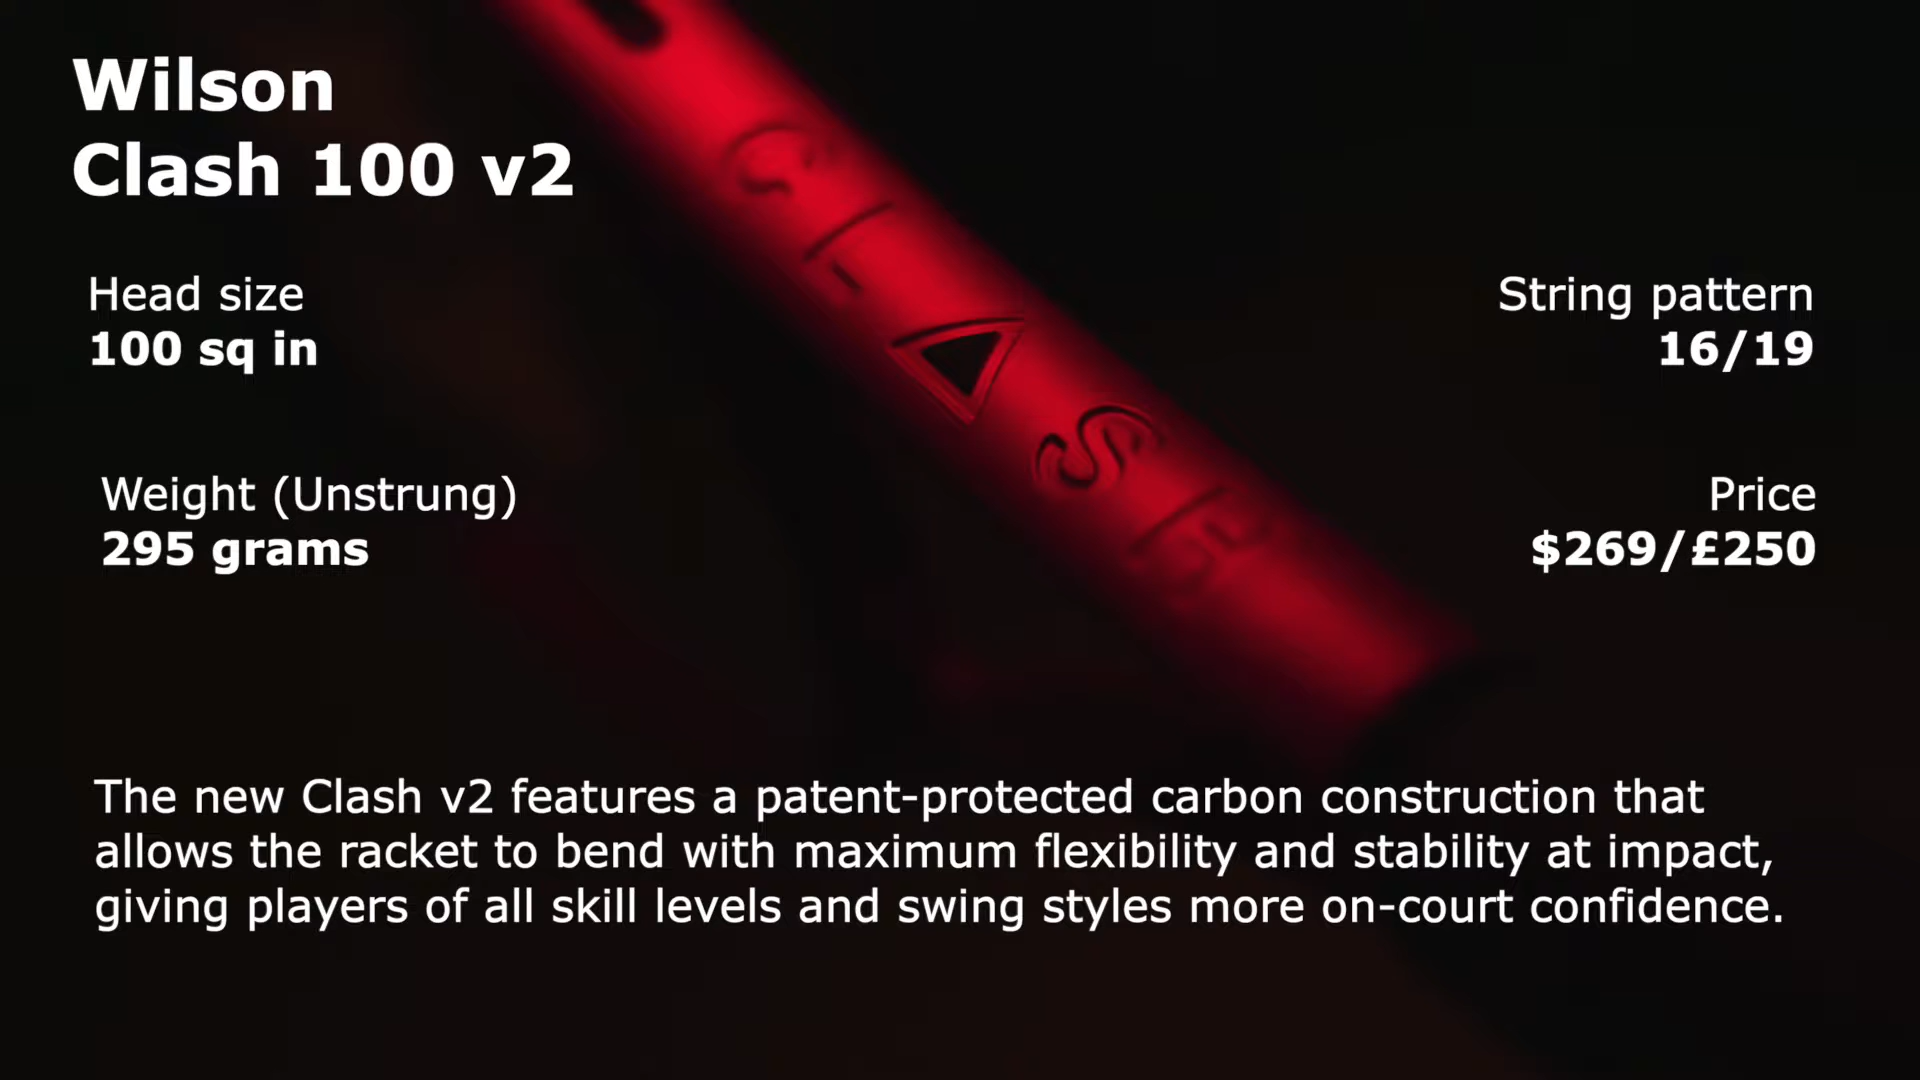 Wilson
Clash 100 v2
CLASH
Head size
100 sq in
String pattern
16/19
Weight (Unstrung)
295 grams
Price
$269/£250
The new Clash v2 features a patent-protected carbon construction that
allows the racket to bend with maximum flexibility and stability at impact,
giving players of all skill levels and swing styles more on-court confidence.